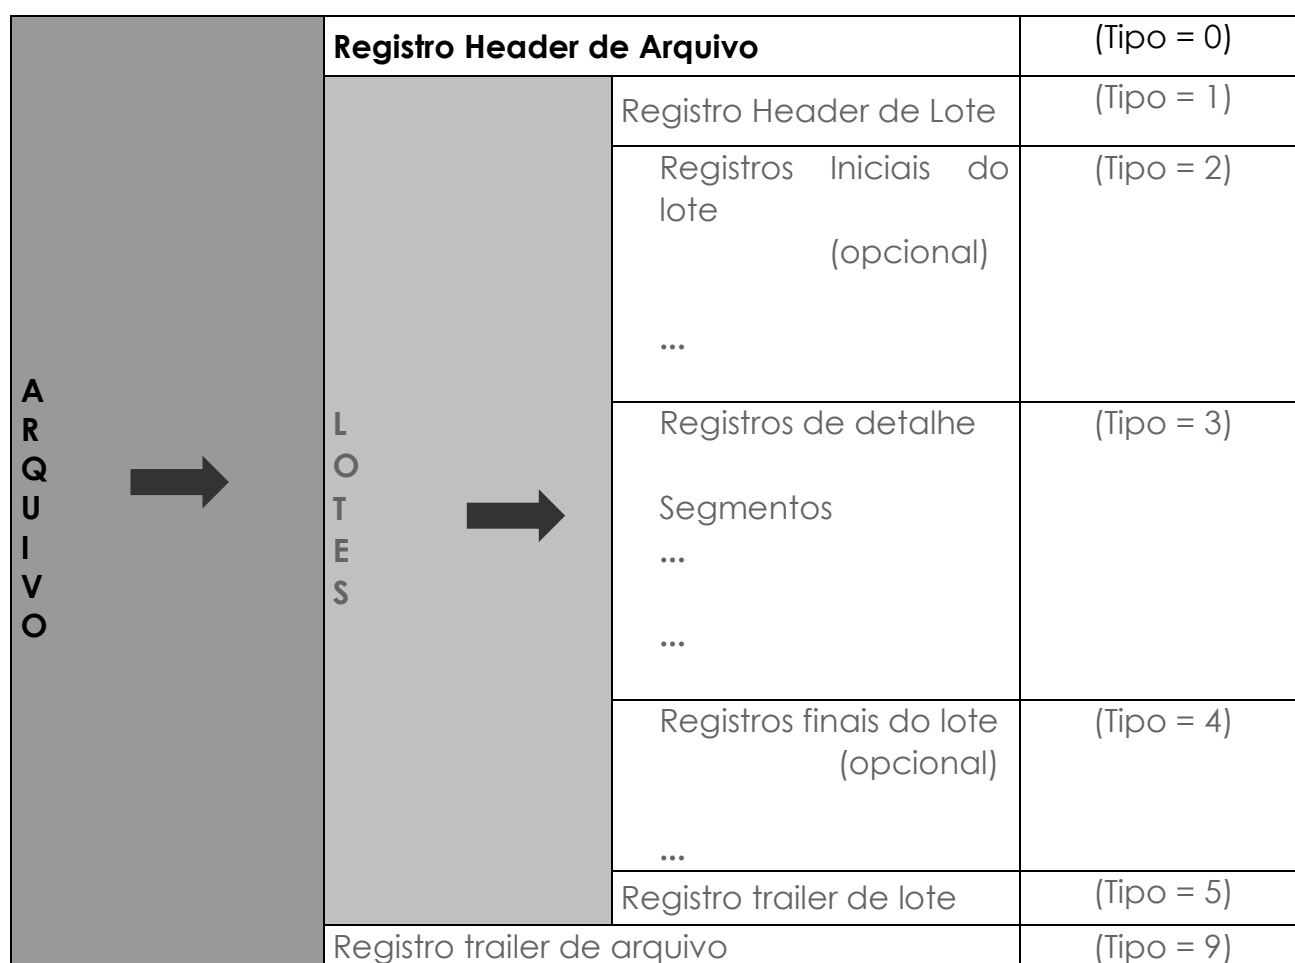 Registro Header de Arquivo (Tipo = 0)
Registro Header de Lote (Tipo = 1)
Registros Iniciais do (Tipo = 2)
lote
(opcional)
...
A
R
Q
U
I
V
O
L
O
T
E
S
Registros de detalhe (Tipo = 3)
Segmentos
...
...
Registros finais do lote (Tipo = 4)
(opcional)
...
Registro trailer de lote (Tipo = 5)
Registro trailer de arquivo (Tipo = 9)